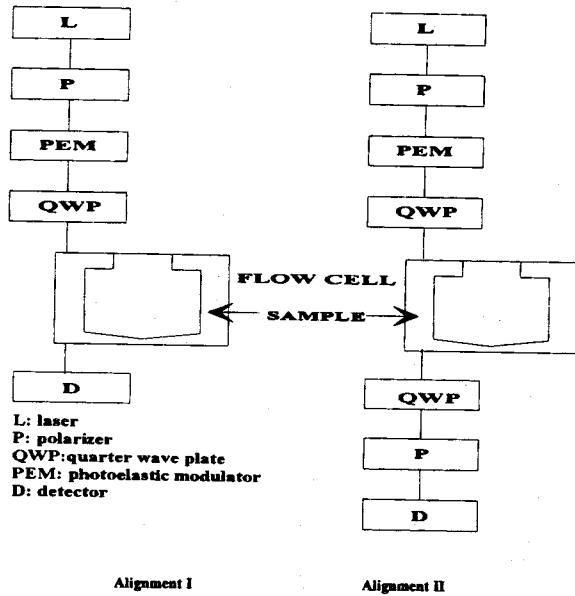 L
P
PEM
QWP
D
L
P
PEM
QWP
FLOW CELL
SAMPLE
QWP
P
D
L: laser
P: polarizer
QWP:quarter wave plate
PEM: photoelastic modulator
D: detector
Alignment I
Alignment II